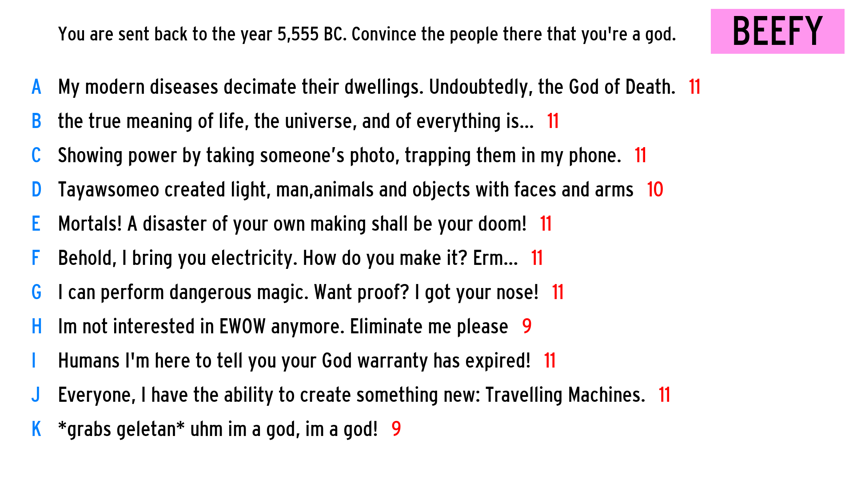 You are sent back to the year 5,555 BC. Convince the people there that you're a god.
BEEFY
A My modern diseases decimate their dwellings. Undoubtedly, the God of Death. 11
B the true meaning of life, the universe, and of everything is... 11
C Showing power by taking someone’s photo, trapping them in my phone. 11
D Tayawsomeo created light, man,animals and objects with faces and arms 10
E Mortals! A disaster of your own making shall be your doom! 11
F Behold, I bring you electricity. How do you make it? Erm... 11
G I can perform dangerous magic. Want proof? I got your nose! 11
H Im not interested in EWOW anymore. Eliminate me please 9
I Humans I'm here to tell you your God warranty has expired! 11
J Everyone, I have the ability to create something new: Travelling Machines. 11
K *grabs geletan* uhm im a god, im a god! 9